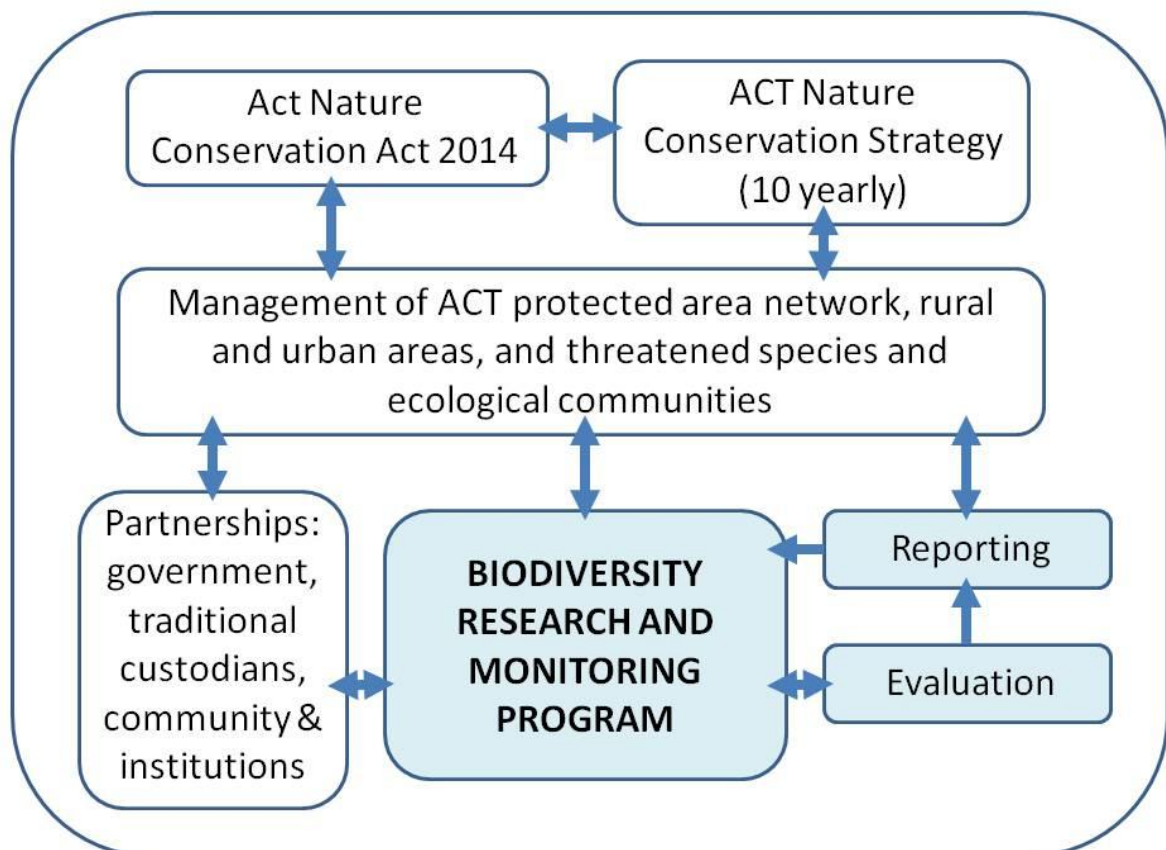 Act Nature
Conservation Act 2014
ACT Nature
Conservation Strategy
(10 yearly)
Management of ACT protected area network, rural
and urban areas, and threatened species and
ecological communities
Partnerships:
government,
traditional
custodians,
community &
institutions
BIODIVERSITY
RESEARCH AND
MONITORING
PROGRAM
Reporting
Evaluation